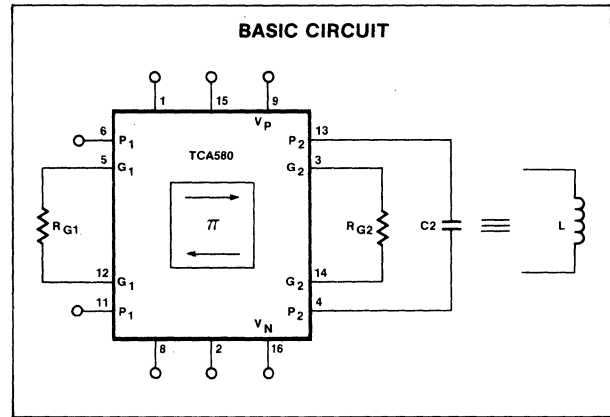 BASIC CIRCUIT
1 15 9
6 P1 VP P2 13
TCA580
5 G1 G2 3
RG1 π RG2 C2 L
12 G1 G2 14
11 P1 P2 4
VN
8 2 16